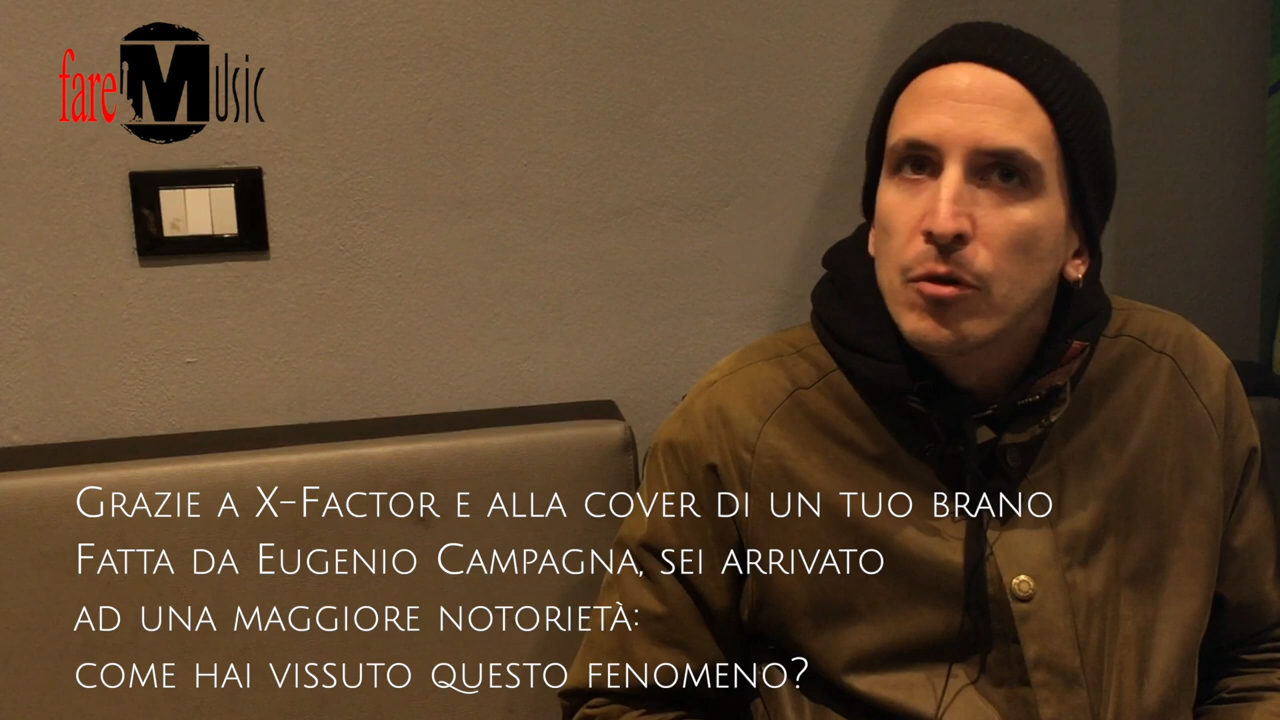 fare Music
Grazie a X-Factor e alla cover di un tuo brano
Fatta da Eugenio Campagna, sei arrivato
ad una maggiore notorietà:
come hai vissuto questo fenomeno?